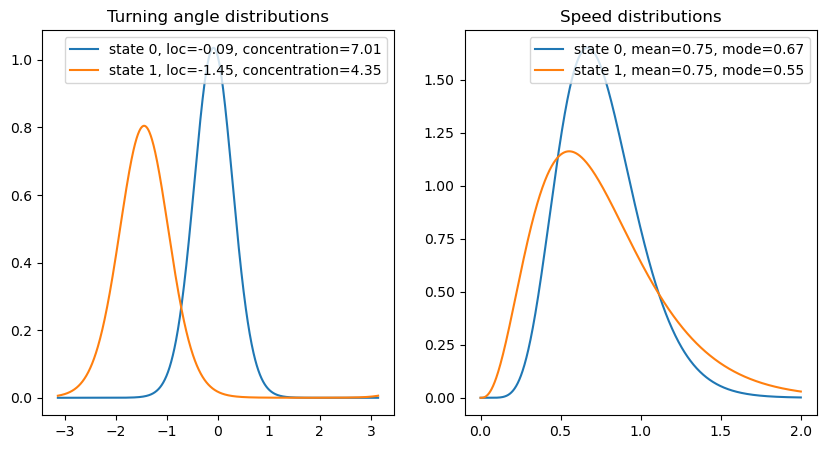 Turning angle distributions
state 0, loc=-0.09, concentration=7.01
state 1, loc=-1.45, concentration=4.35
1.0
0.8
0.6
0.4
0.2
0.0
−3 −2 −1 0 1 2 3
Speed distributions
state 0, mean=0.75, mode=0.67
state 1, mean=0.75, mode=0.55
1.50
1.25
1.00
0.75
0.50
0.25
0.00
0.0 0.5 1.0 1.5 2.0